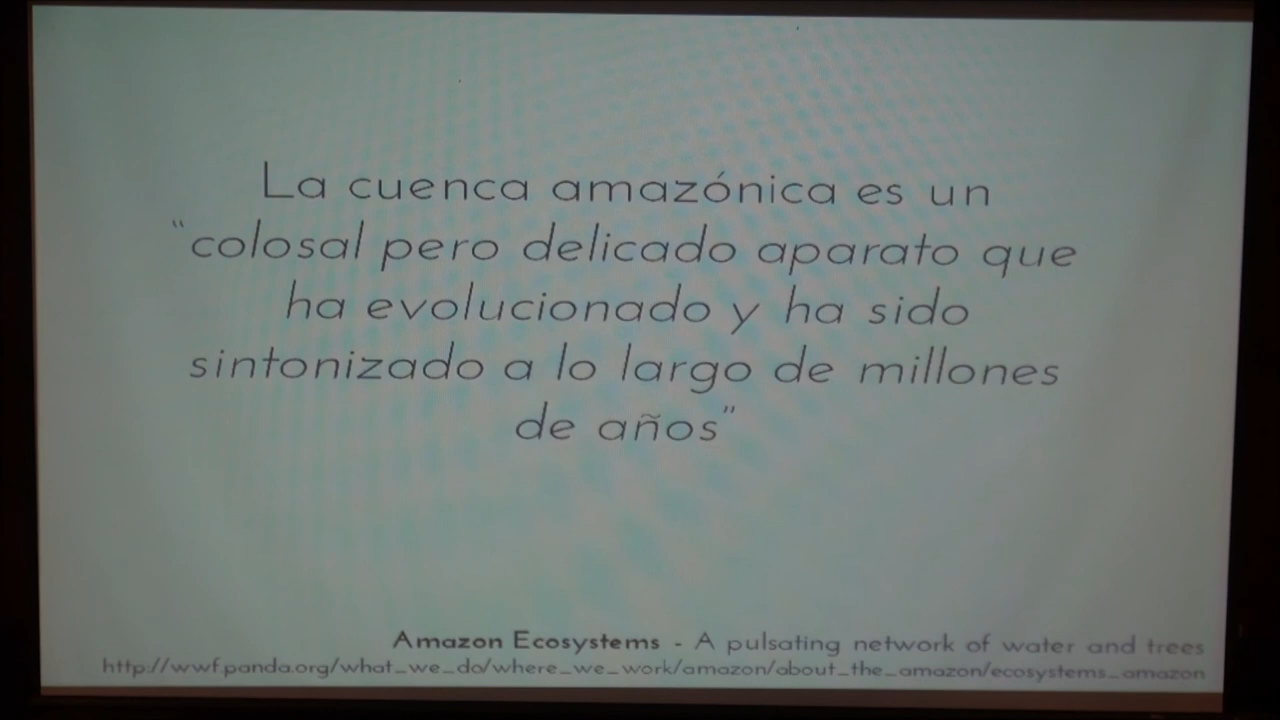 La cuenca amazónica es un
“colosal pero delicado aparato que
ha evolucionado y ha sido
sintonizado a lo largo de millones
de años”
Amazon Ecosystems - A pulsating network of water and trees
http://wwf.panda.org/what_we_do/where_we_work/amazon/about_the_amazon/ecosystems_amazon